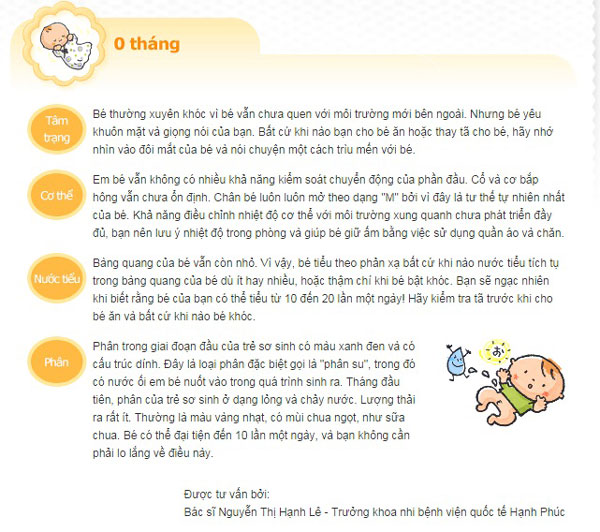 0 tháng
Tâm
trạng
Bé thường xuyên khóc vì bé vẫn chưa quen với môi trường mới bên ngoài. Nhưng bé yêu
khuôn mặt và giọng nói của bạn. Bất cứ khi nào bạn cho bé ăn hoặc thay tã cho bé, hãy nhớ
nhìn vào đôi mắt của bé và nói chuyện một cách trìu mến với bé.
Cơ thể
Em bé vẫn không có nhiều khả năng kiểm soát chuyển động của phần đầu. Cổ và cơ bắp
hông vẫn chưa ổn định. Chân bé luôn luôn mở theo dạng "M" bởi vì đây là tư thế tự nhiên nhất
của bé. Khả năng điều chỉnh nhiệt độ cơ thể với môi trường xung quanh chưa phát triển đầy
đủ, bạn nên lưu ý nhiệt độ trong phòng và giúp bé giữ ấm bằng việc sử dụng quần áo và chăn.
Nước tiểu
Bàng quang của bé vẫn còn nhỏ. Vì vậy, bé tiểu theo phản xạ bất cứ khi nào nước tiểu tích tụ
trong bàng quang của bé dù ít hay nhiều, hoặc thậm chí khi bé bật khóc. Bạn sẽ ngạc nhiên
khi biết rằng bé của bạn có thể tiểu từ 10 đến 20 lần một ngày! Hãy kiểm tra tã trước khi cho
bé ăn và bất cứ khi nào bé khóc.
Phân
Phân trong giai đoạn đầu của trẻ sơ sinh có màu xanh đen và có
cấu trúc dính. Đây là loại phân đặc biệt gọi là "phân su", trong đó
có nước ối em bé nuốt vào trong quá trình sinh ra. Tháng đầu
tiên, phân của trẻ sơ sinh ở dạng lỏng và chảy nước. Lượng thải
ra rất ít. Thường là màu vàng nhạt, có mùi chua ngọt, như sữa
chua. Bé có thể đại tiện đến 10 lần một ngày, và bạn không cần
phải lo lắng về điều này.
お
Được tư vấn bởi:
Bác sĩ Nguyễn Thị Hạnh Lê - Trưởng khoa nhi bệnh viện quốc tế Hạnh Phúc